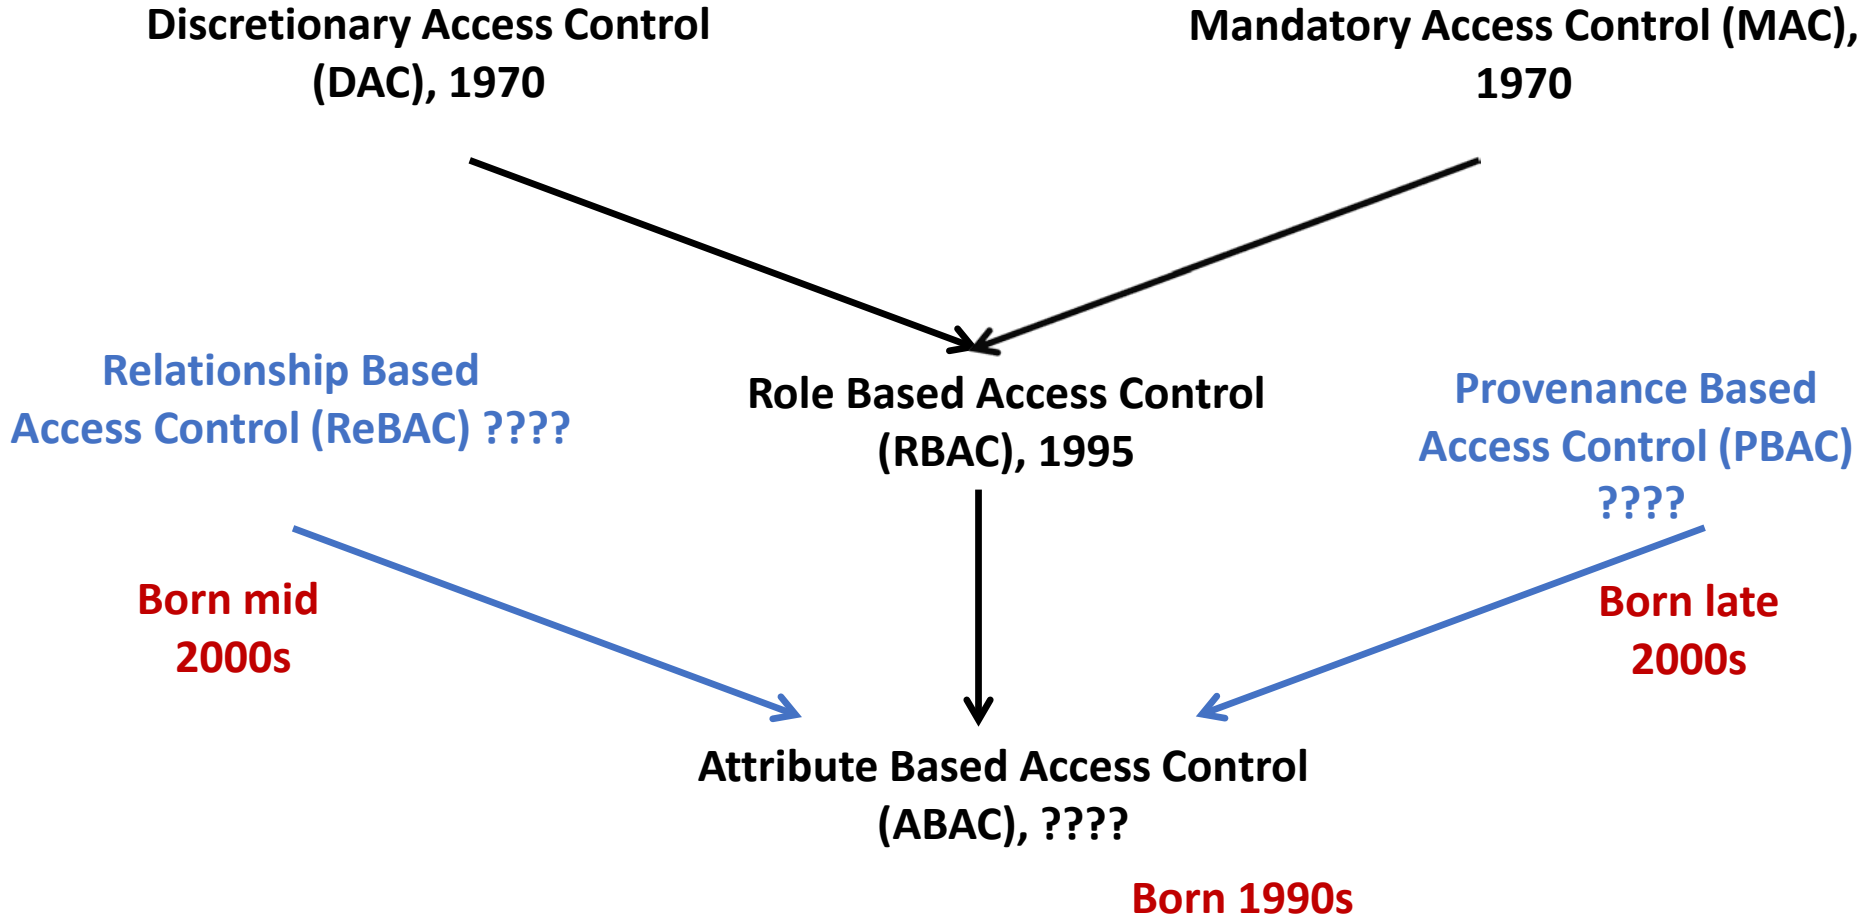 Discretionary Access Control
(DAC), 1970
Mandatory Access Control (MAC),
1970
Relationship Based
Access Control (ReBAC) ????
Role Based Access Control
(RBAC), 1995
Provenance Based
Access Control (PBAC)
????
Born mid
2000s
Born late
2000s
Attribute Based Access Control
(ABAC), ????
Born 1990s